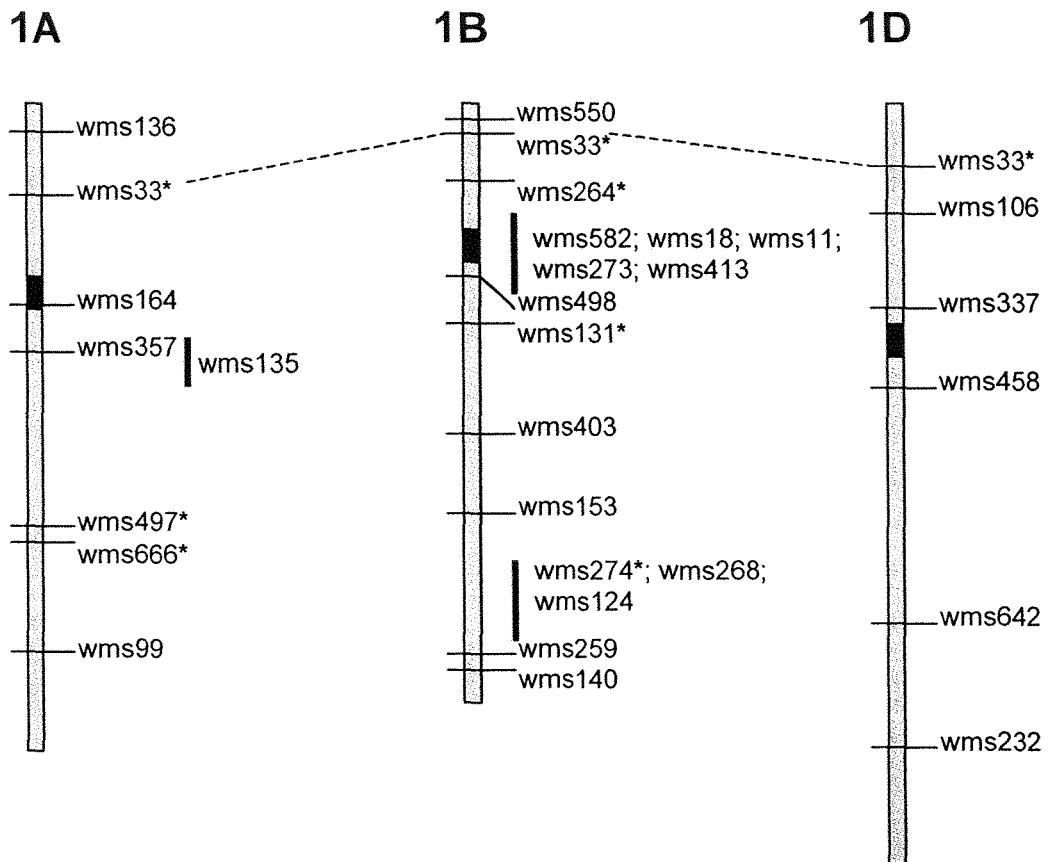 1A
wms136
wms33*
wms164
wms357
wms135
wms497*
wms666*
wms99
1B
wms550
wms33*
wms264*
wms582; wms18; wms11;
wms273; wms413
wms498
wms131*
wms403
wms153
wms274*; wms268;
wms124
wms259
wms140
1D
wms33*
wms106
wms337
wms458
wms642
wms232